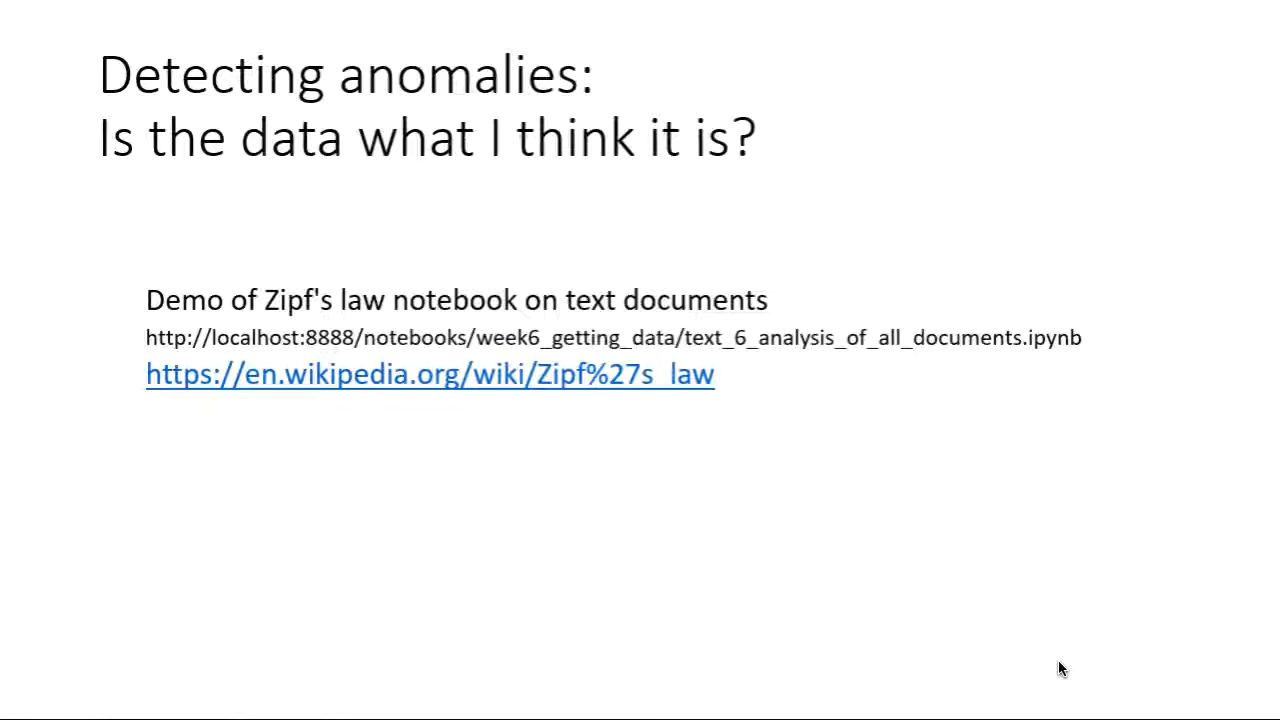 Detecting anomalies:
Is the data what I think it is?
Demo of Zipf's law notebook on text documents
http://localhost:8888/notebooks/week6_getting_data/text_6_analysis_of_all_documents.ipynb
https://en.wikipedia.org/wiki/Zipf%27s_law